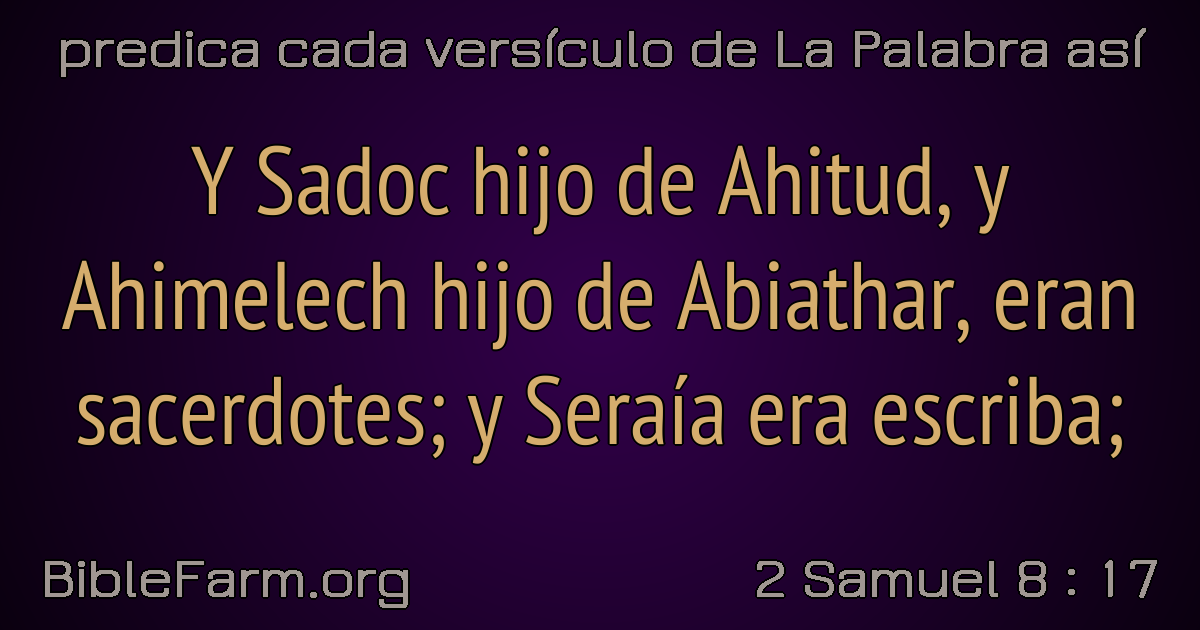 predica cada versículo de La Palabra así
Y Sadoc hijo de Ahitud, y
Ahimelech hijo de Abiathar, eran
sacerdotes; y Seraía era escriba;
BibleFarm.org
2 Samuel 8 : 17